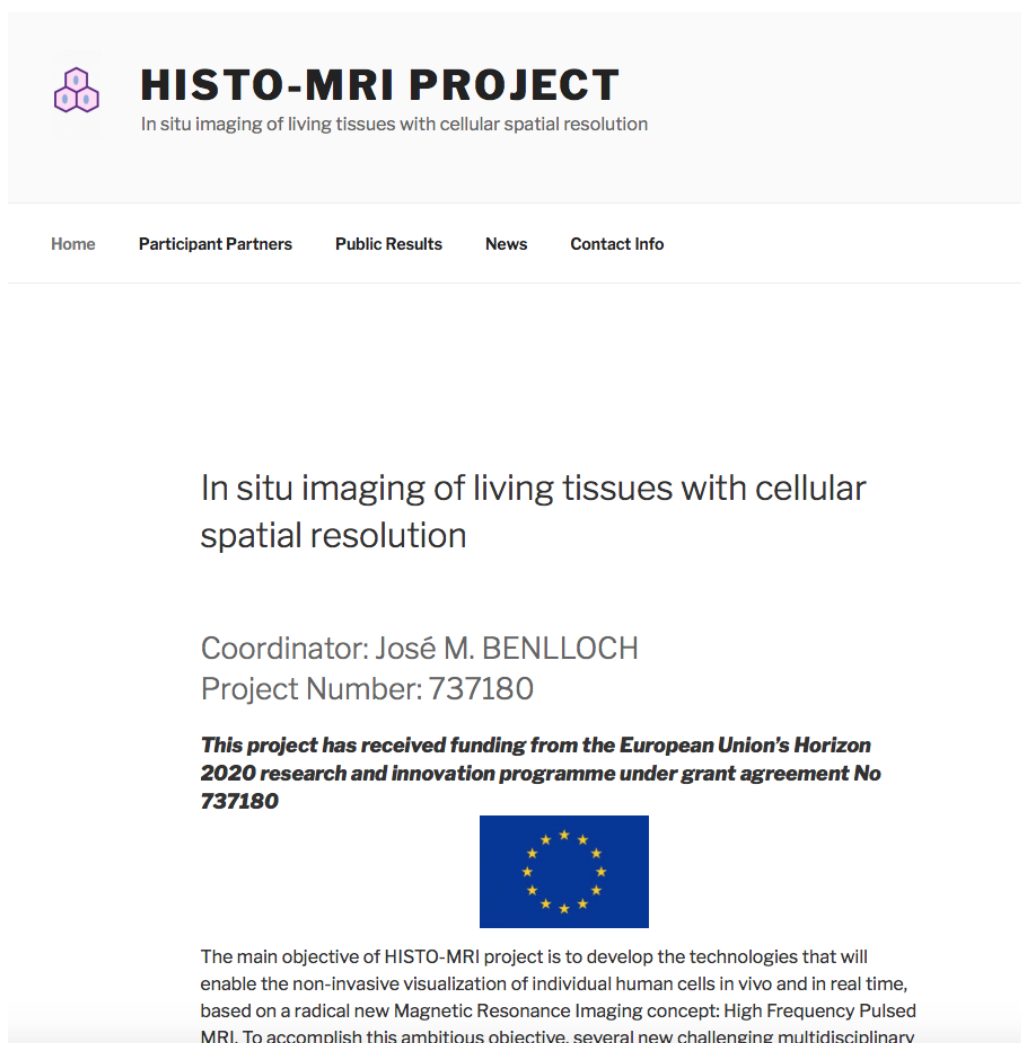 HISTO-MRI PROJECT
In situ imaging of living tissues with cellular spatial resolution
Home Participant Partners Public Results News Contact Info
In situ imaging of living tissues with cellular
spatial resolution
Coordinator: José M. BENLLOCH
Project Number: 737180
This project has received funding from the European Union's Horizon
2020 research and innovation programme under grant agreement No
737180
The main objective of HISTO-MRI project is to develop the technologies that will
enable the non-invasive visualization of individual human cells in vivo and in real time,
based on a radical new Magnetic Resonance Imaging concept: High Frequency Pulsed
MRI. To accomplish this ambitious objective, several new challenging multidisciplinary